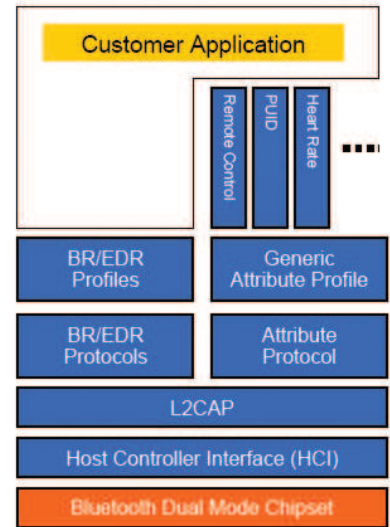 Customer Application
Remote Control
PUID
Heart Rate
BR/EDR
Profiles
Generic
Attribute Profile
BR/EDR
Protocols
Attribute
Protocol
L2CAP
Host Controller Interface (HCI)
Bluetooth Dual Mode Chipset